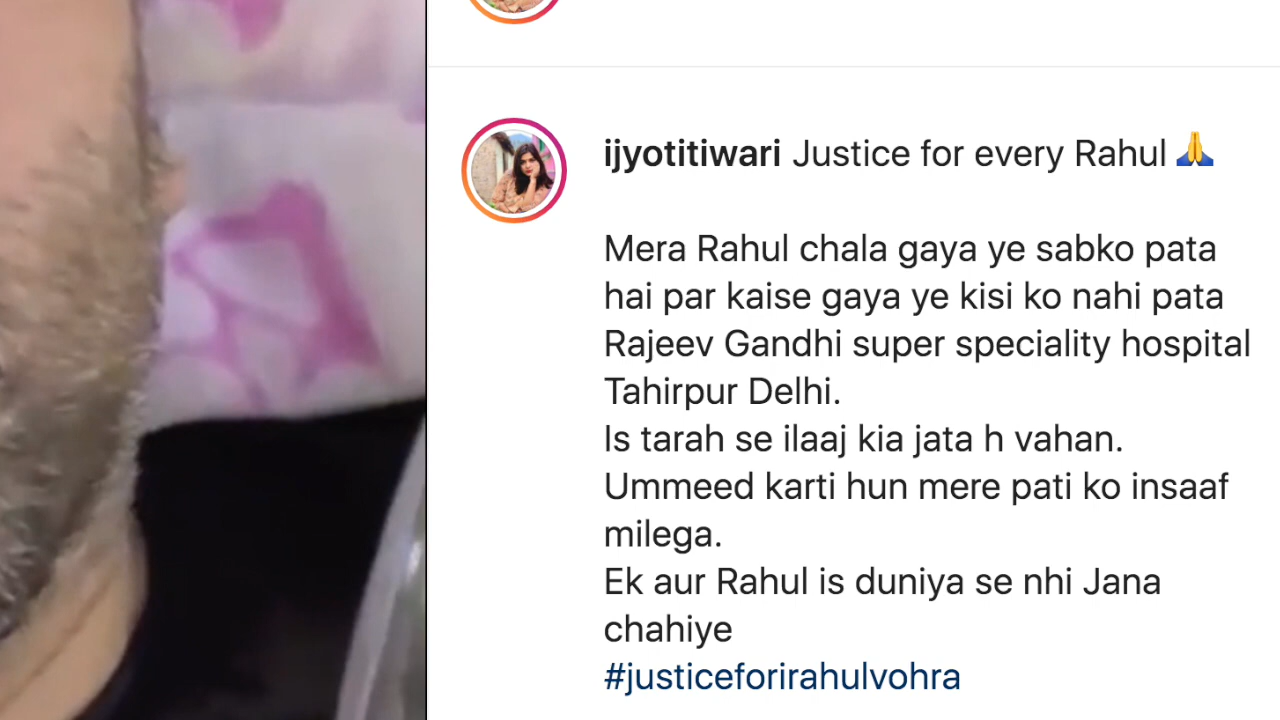 ijyotitiwari Justice for every Rahul 🙏
Mera Rahul chala gaya ye sabko pata
hai par kaise gaya ye kisi ko nahi pata
Rajeev Gandhi super speciality hospital
Tahirpur Delhi.
Is tarah se ilaaj kia jata h vahan.
Ummeed karti hun mere pati ko insaaf
milega.
Ek aur Rahul is duniya se nhi Jana
chahiye
#justiceforirahulvohra